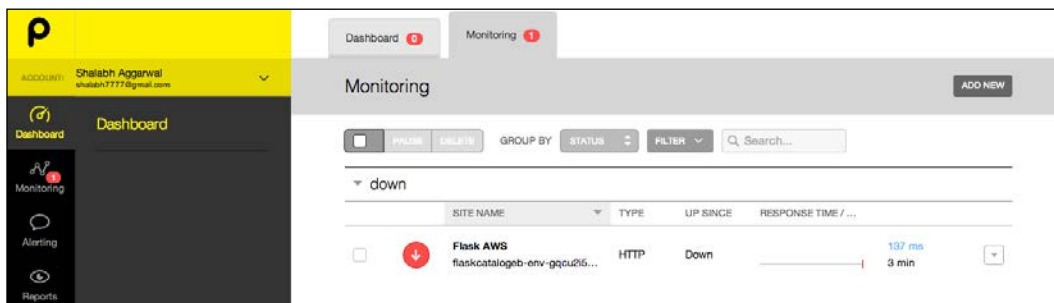 p
ACCOUNT: Shalabh Aggarwal
shalabh7777@gmail.com
Dashboard
Monitoring
1
Alerting
Reports
Dashboard
Dashboard 0
Monitoring 1
Monitoring
ADD NEW
PAUSE DELETE GROUP BY STATUS FILTER Search...
down
SITE NAME TYPE UP SINCE RESPONSE TIME / ...
Flask AWS
flaskcatalogeb-env-gqcu2i5...
HTTP Down
137 ms
3 min